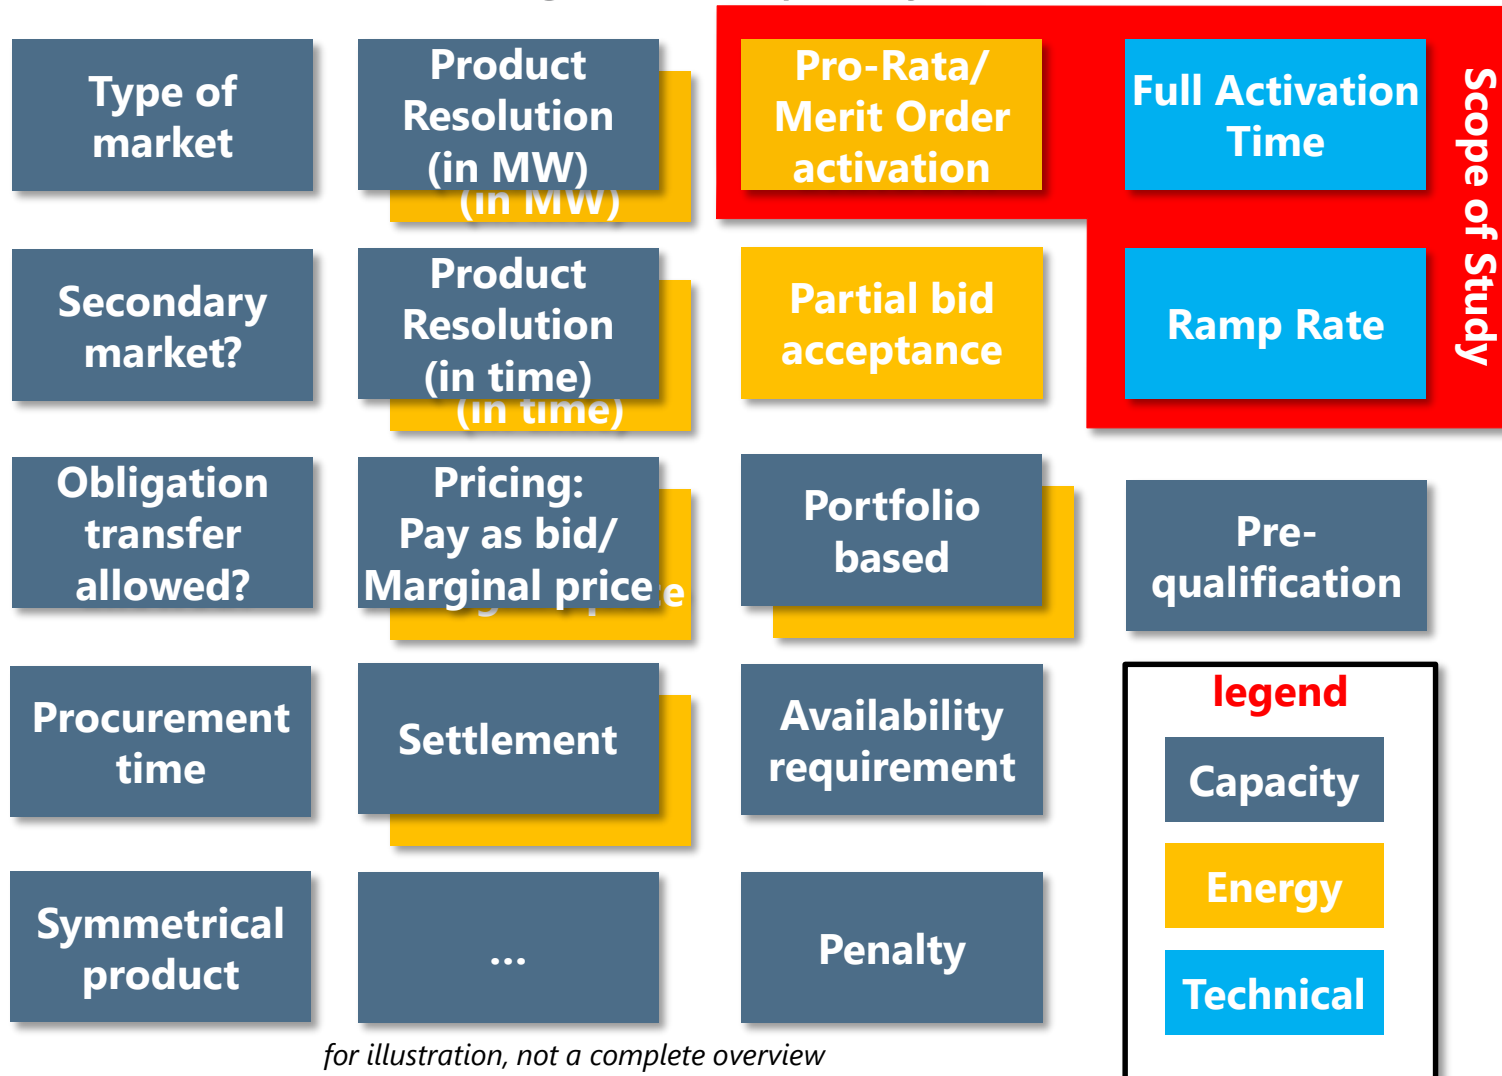 Type of
market
Product
Resolution
(in MW)
(in MW)
Pro-Rata/
Merit Order
activation
Full Activation
Time
Scope of Study
Secondary
market?
Product
Resolution
(in time)
(in time)
Partial bid
acceptance
Ramp Rate
Obligation
transfer
allowed?
Pricing:
Pay as bid/
Marginal price
Portfolio
based
Pre-
qualification
Procurement
time
Settlement
Availability
requirement
legend
Capacity
Energy
Technical
Symmetrical
product
...
Penalty
for illustration, not a complete overview